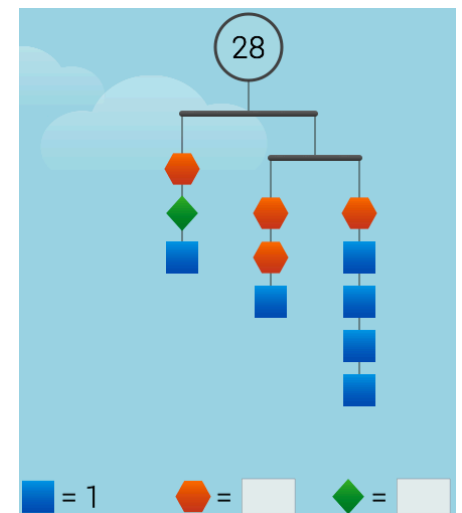 28
= 1 = =